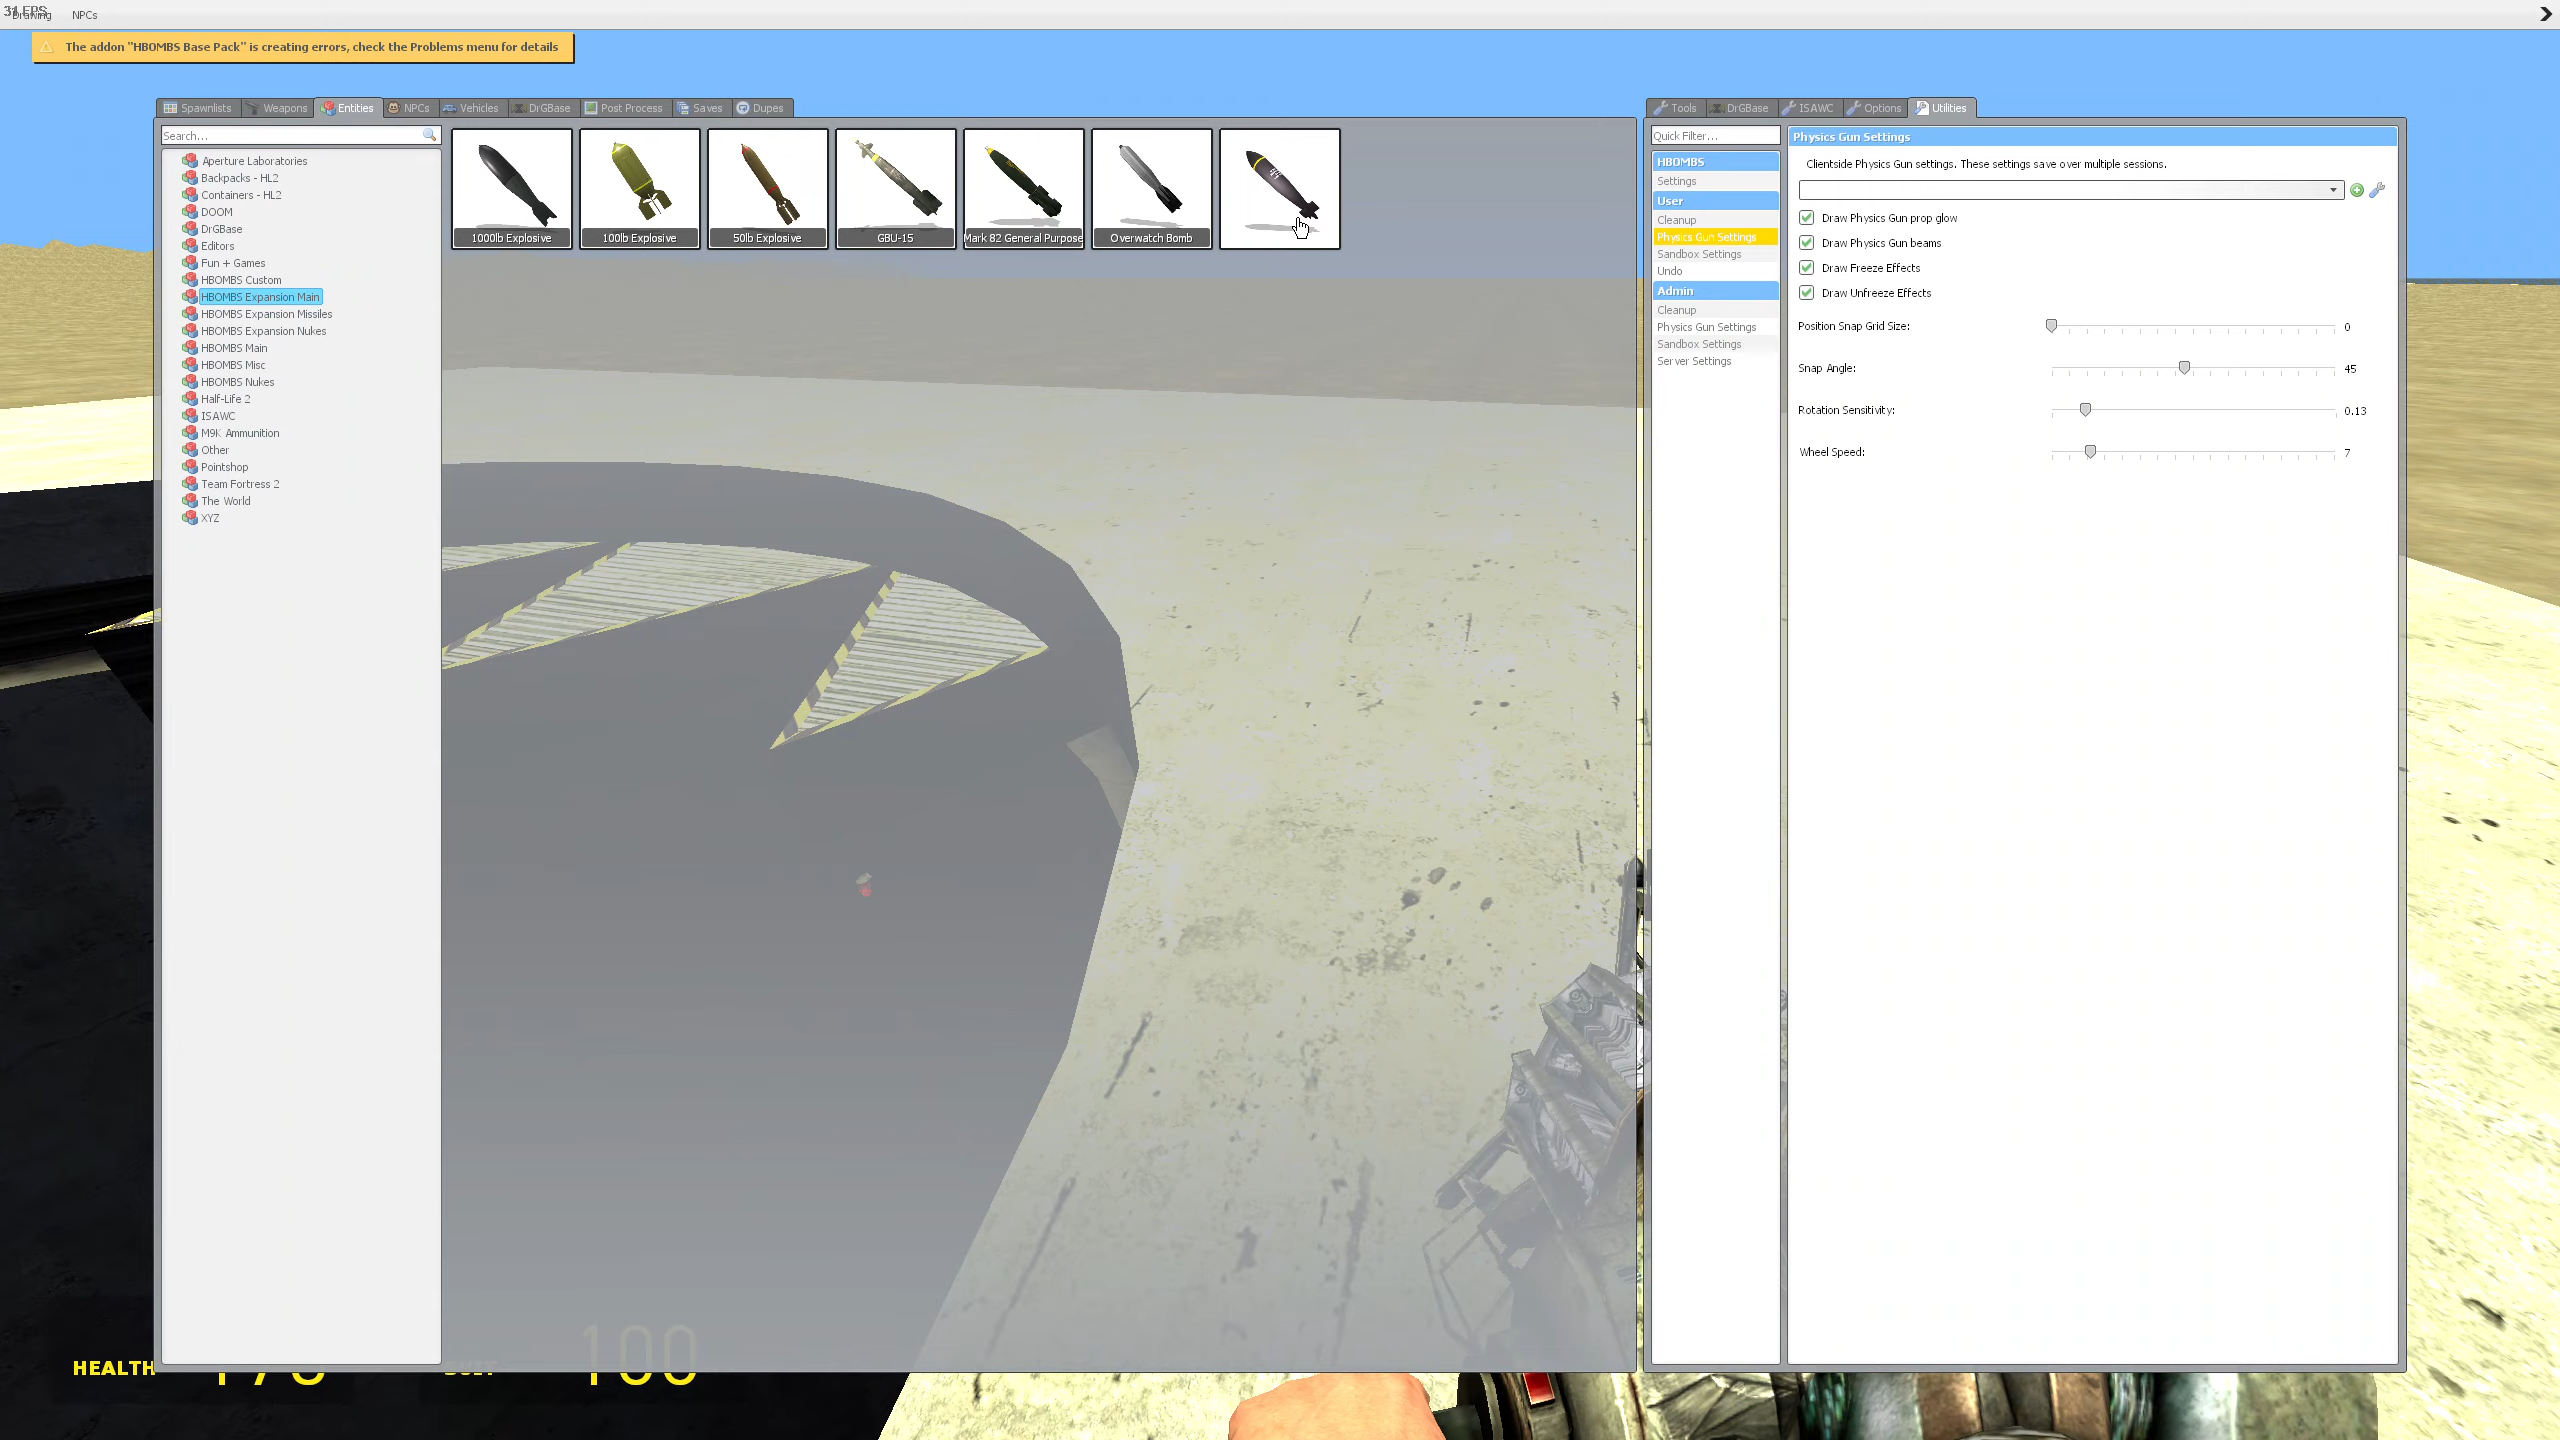 31 FPS
Drawing NPCs
The addon "HBOMBS Base Pack" is creating errors, check the Problems menu for details
Spawnlists Weapons Entities NPCs Vehicles DrGBase Post Process Saves Dupes
Search...
Aperture Laboratories
Backpacks - HL2
Containers - HL2
DOOM
DrGBase
Editors
Fun + Games
HBOMBS Custom
HBOMBS Expansion Main
HBOMBS Expansion Missiles
HBOMBS Expansion Nukes
HBOMBS Main
HBOMBS Misc
HBOMBS Nukes
Half-Life 2
ISAWC
M9K Ammunition
Other
Pointshop
Team Fortress 2
The World
XYZ
1000lb Explosive
100lb Explosive
50lb Explosive
GBU-15
Mark 82 General Purpose
Overwatch Bomb
Tools DrGBase ISAWC Options Utilities
Quick Filter...
HBOMBS
Settings
User
Cleanup
Physics Gun Settings
Sandbox Settings
Undo
Admin
Cleanup
Physics Gun Settings
Sandbox Settings
Server Settings
Physics Gun Settings
Clientside Physics Gun settings. These settings save over multiple sessions.
Draw Physics Gun prop glow
Draw Physics Gun beams
Draw Freeze Effects
Draw Unfreeze Effects
Position Snap Grid Size: 0
Snap Angle: 45
Rotation Sensitivity: 0.13
Wheel Speed: 7
HEALTH
SUIT 100